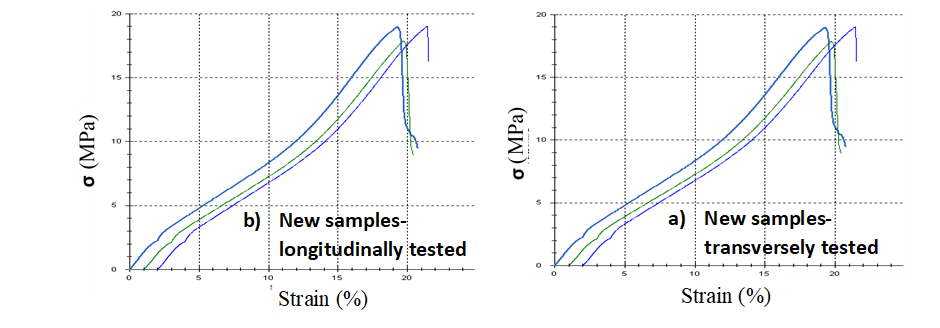 20
15
σ (MPa)
10
5
b) New samples-
longitudinally tested
0
0 5 10 15 20
Strain (%)
20
15
σ (MPa)
10
5
a) New samples-
transversely tested
0
0 5 10 15 20
Strain (%)